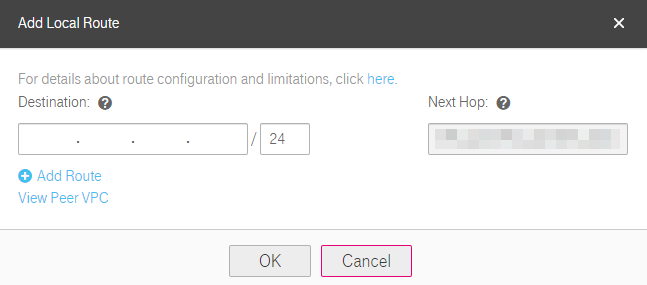 Add Local Route ×
For details about route configuration and limitations, click here.
Destination: ? Next Hop: ?
. . . / 24
+ Add Route
View Peer VPC
OK Cancel